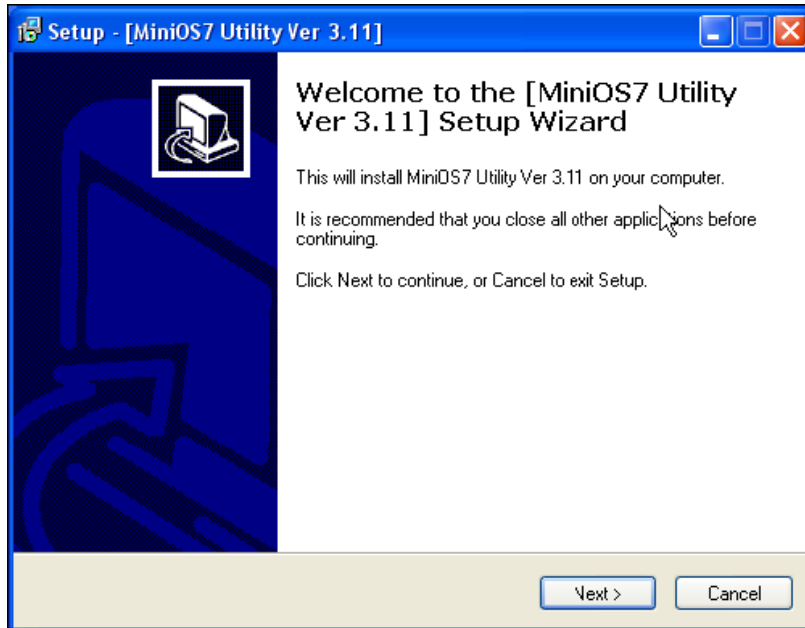 Setup - [MiniOS7 Utility Ver 3.11]
Welcome to the [MiniOS7 Utility
Ver 3.11] Setup Wizard
This will install MiniOS7 Utility Ver 3.11 on your computer.
It is recommended that you close all other applications before
continuing.
Click Next to continue, or Cancel to exit Setup.
Next >
Cancel